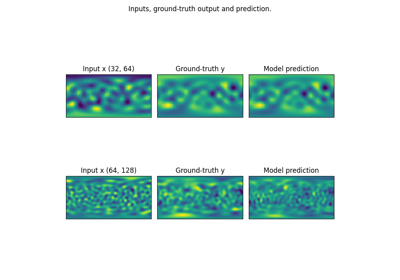 Inputs, ground-truth output and prediction.
Input x (32, 64) Ground-truth y Model prediction
Input x (64, 128) Ground-truth y Model prediction